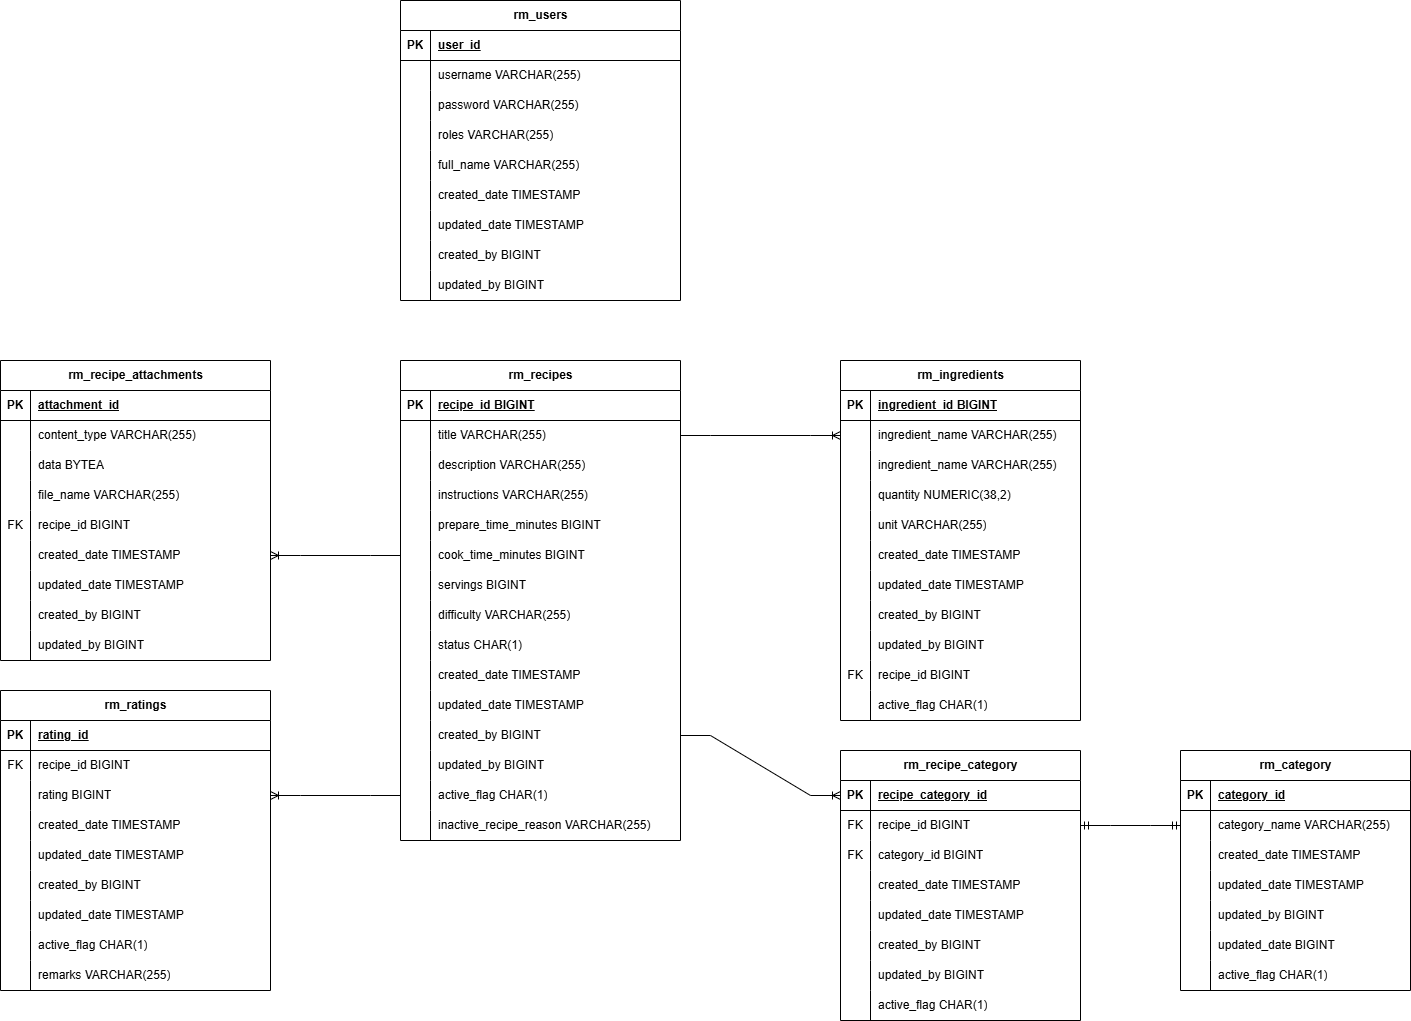 rm_users
PK user_id
username VARCHAR(255)
password VARCHAR(255)
roles VARCHAR(255)
full_name VARCHAR(255)
created_date TIMESTAMP
updated_date TIMESTAMP
created_by BIGINT
updated_by BIGINT
rm_recipe_attachments
PK attachment_id
content_type VARCHAR(255)
data BYTEA
file_name VARCHAR(255)
FK recipe_id BIGINT
created_date TIMESTAMP
updated_date TIMESTAMP
created_by BIGINT
updated_by BIGINT
rm_recipes
PK recipe_id BIGINT
title VARCHAR(255)
description VARCHAR(255)
instructions VARCHAR(255)
prepare_time_minutes BIGINT
cook_time_minutes BIGINT
servings BIGINT
difficulty VARCHAR(255)
status CHAR(1)
created_date TIMESTAMP
updated_date TIMESTAMP
created_by BIGINT
updated_by BIGINT
active_flag CHAR(1)
inactive_recipe_reason VARCHAR(255)
rm_ingredients
PK ingredient_id BIGINT
ingredient_name VARCHAR(255)
ingredient_name VARCHAR(255)
quantity NUMERIC(38,2)
unit VARCHAR(255)
created_date TIMESTAMP
updated_date TIMESTAMP
created_by BIGINT
updated_by BIGINT
FK recipe_id BIGINT
active_flag CHAR(1)
rm_ratings
PK rating_id
FK recipe_id BIGINT
rating BIGINT
created_date TIMESTAMP
updated_date TIMESTAMP
created_by BIGINT
updated_date TIMESTAMP
active_flag CHAR(1)
remarks VARCHAR(255)
rm_recipe_category
PK recipe_category_id
FK recipe_id BIGINT
FK category_id BIGINT
created_date TIMESTAMP
updated_date TIMESTAMP
created_by BIGINT
updated_by BIGINT
active_flag CHAR(1)
rm_category
PK category_id
category_name VARCHAR(255)
created_date TIMESTAMP
updated_date TIMESTAMP
updated_by BIGINT
updated_date BIGINT
active_flag CHAR(1)